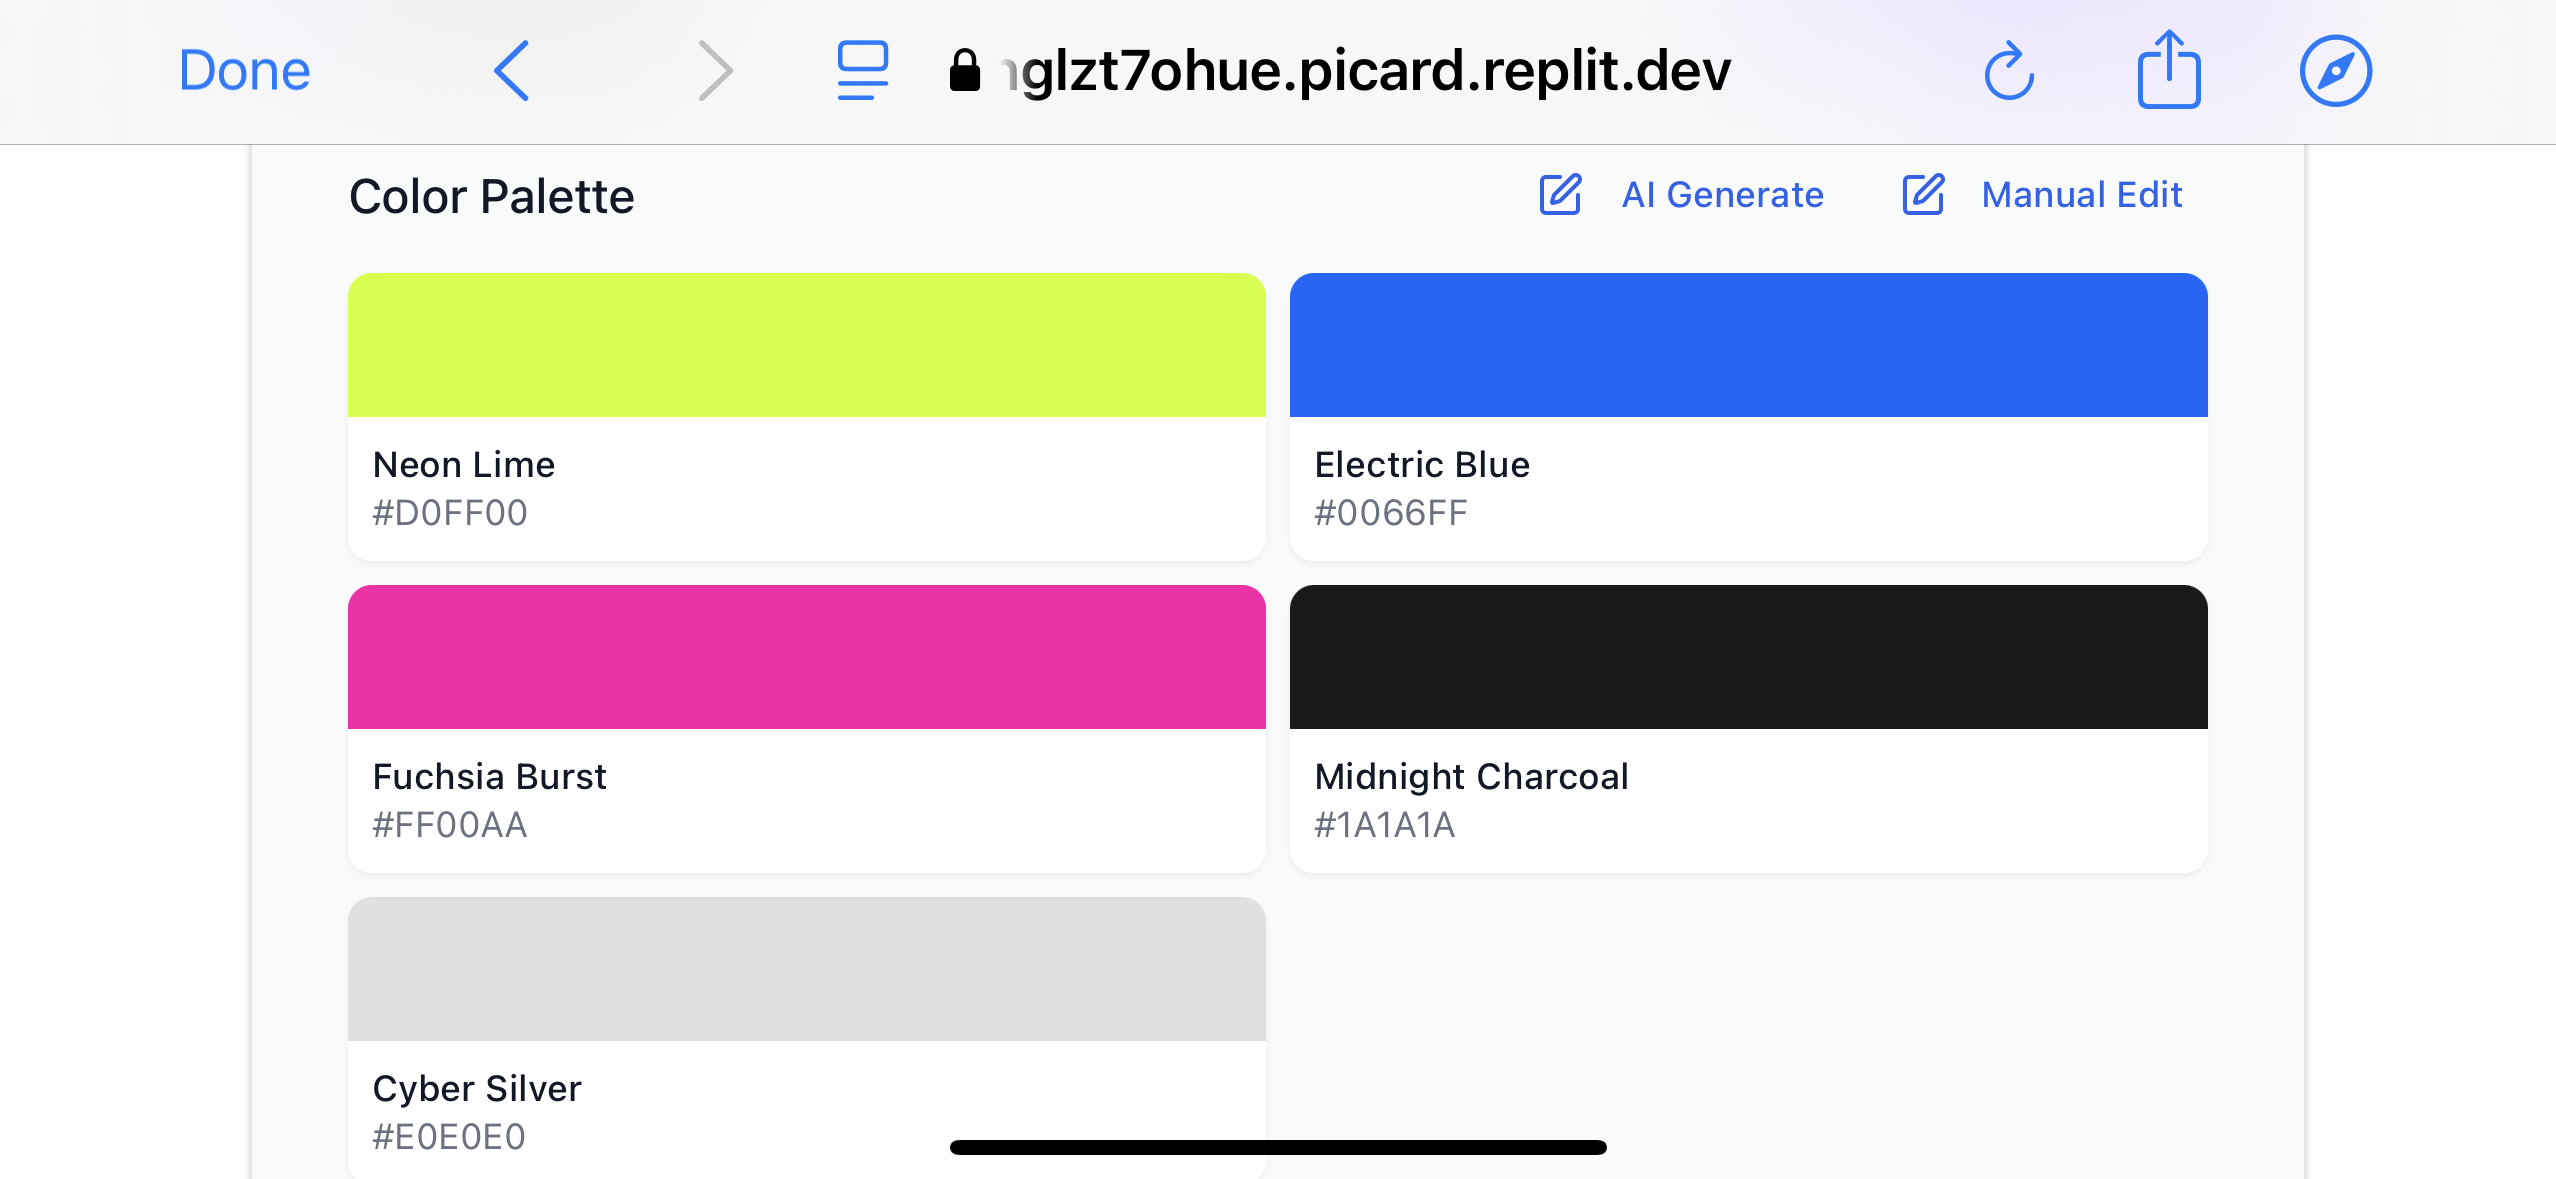 Done
glzt7ohue.picard.replit.dev
Color Palette
AI Generate
Manual Edit
Neon Lime
#D0FF00
Electric Blue
#0066FF
Fuchsia Burst
#FF00AA
Midnight Charcoal
#1A1A1A
Cyber Silver
#E0E0E0